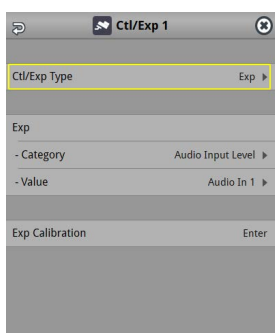 Ctl/Exp 1
Ctl/Exp Type Exp
Exp
- Category Audio Input Level
- Value Audio In 1
Exp Calibration Enter